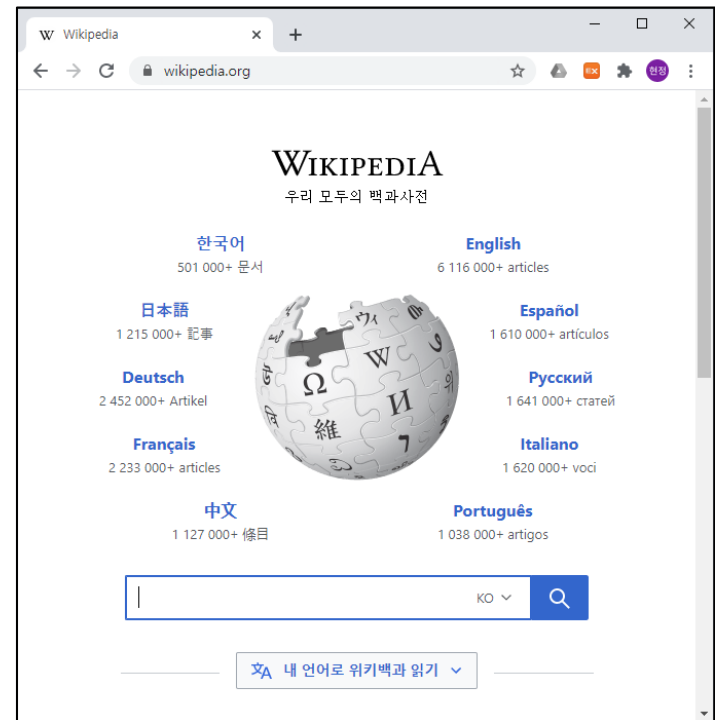 W Wikipedia
wikipedia.org
EX
현정
WIKIPEDIA
우리 모두의 백과사전
한국어
501 000+ 문서
English
6 116 000+ articles
日本語
1 215 000+ 記事
Español
1 610 000+ artículos
Deutsch
2 452 000+ Artikel
Русский
1 641 000+ статей
Français
2 233 000+ articles
Italiano
1 620 000+ voci
中文
1 127 000+ 條目
Português
1 038 000+ artigos
Ω
W
И
維
KO
文A 내 언어로 위키백과 읽기